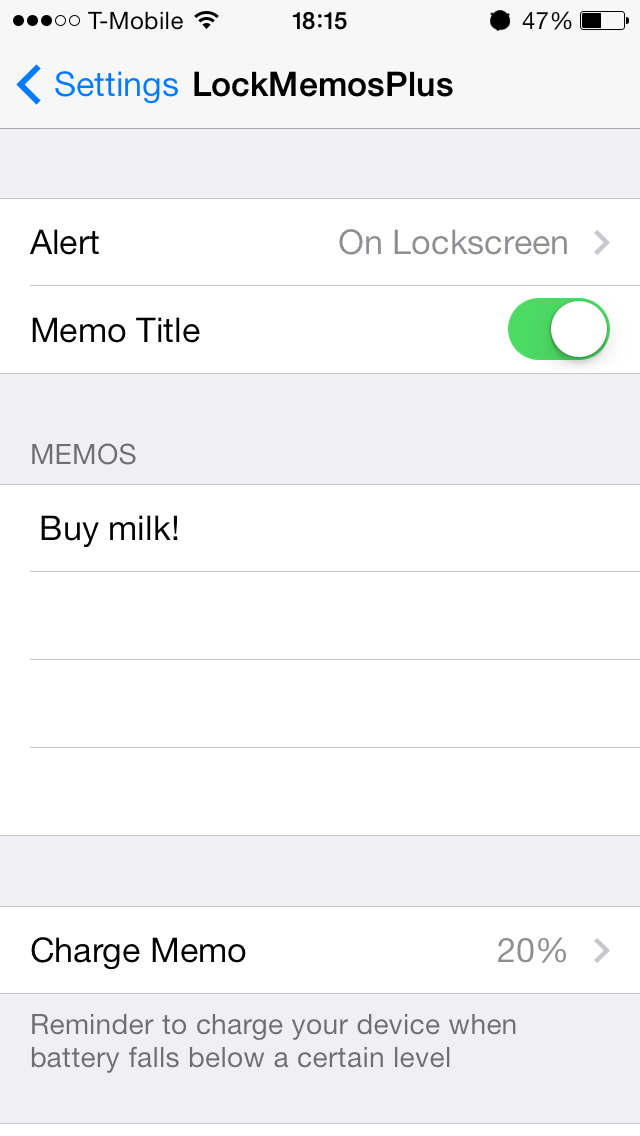 T-Mobile 18:15 47%
Settings LockMemosPlus
Alert On Lockscreen
Memo Title
MEMOS
Buy milk!
Charge Memo 20%
Reminder to charge your device when
battery falls below a certain level